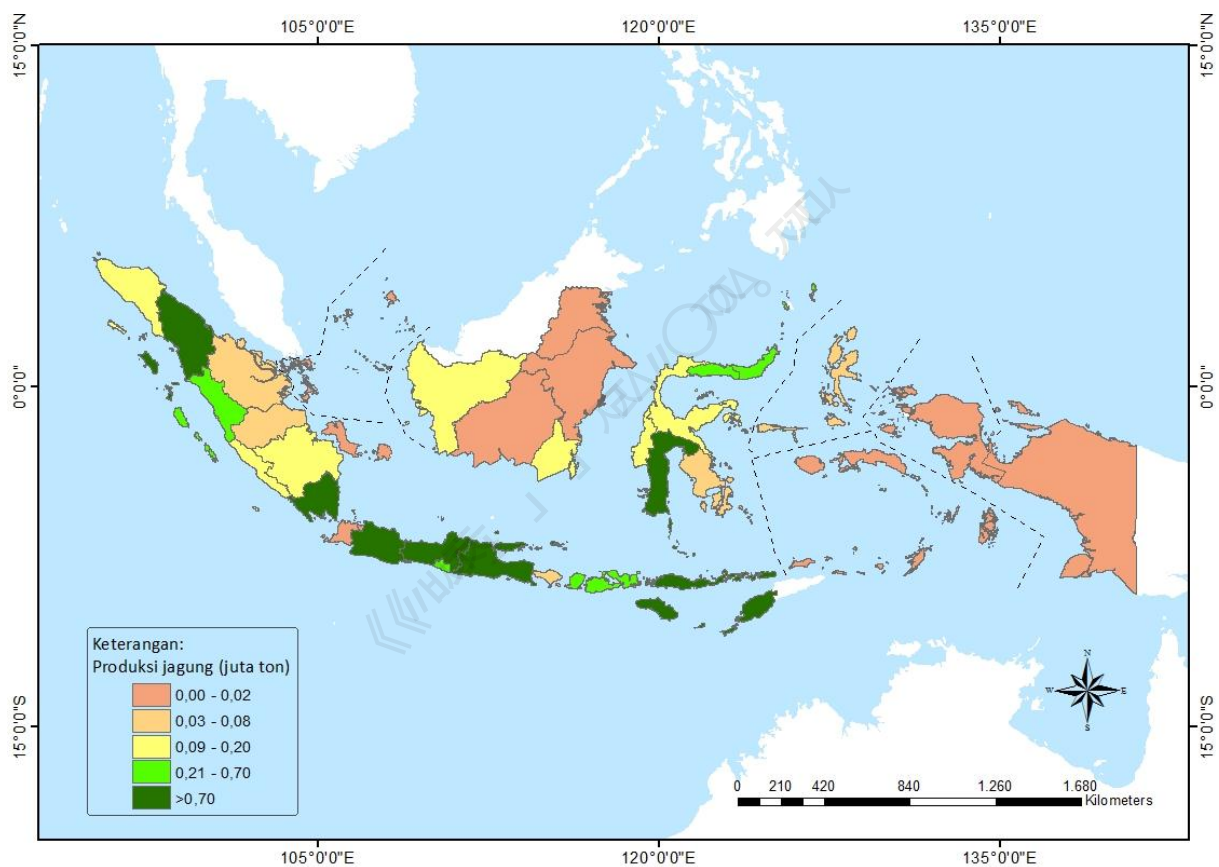 105°0'0"E 120°0'0"E 135°0'0"E
15°0'0"N 15°0'0"N
0°0'0" 0°0'0"
15°0'0"S 15°0'0"S
Keterangan:
Produksi jagung (juta ton)
0,00 - 0,02
0,03 - 0,08
0,09 - 0,20
0,21 - 0,70
>0,70
N
W E
S
0 210 420 840 1.260 1.680
Kilometers
105°0'0"E 120°0'0"E 135°0'0"E